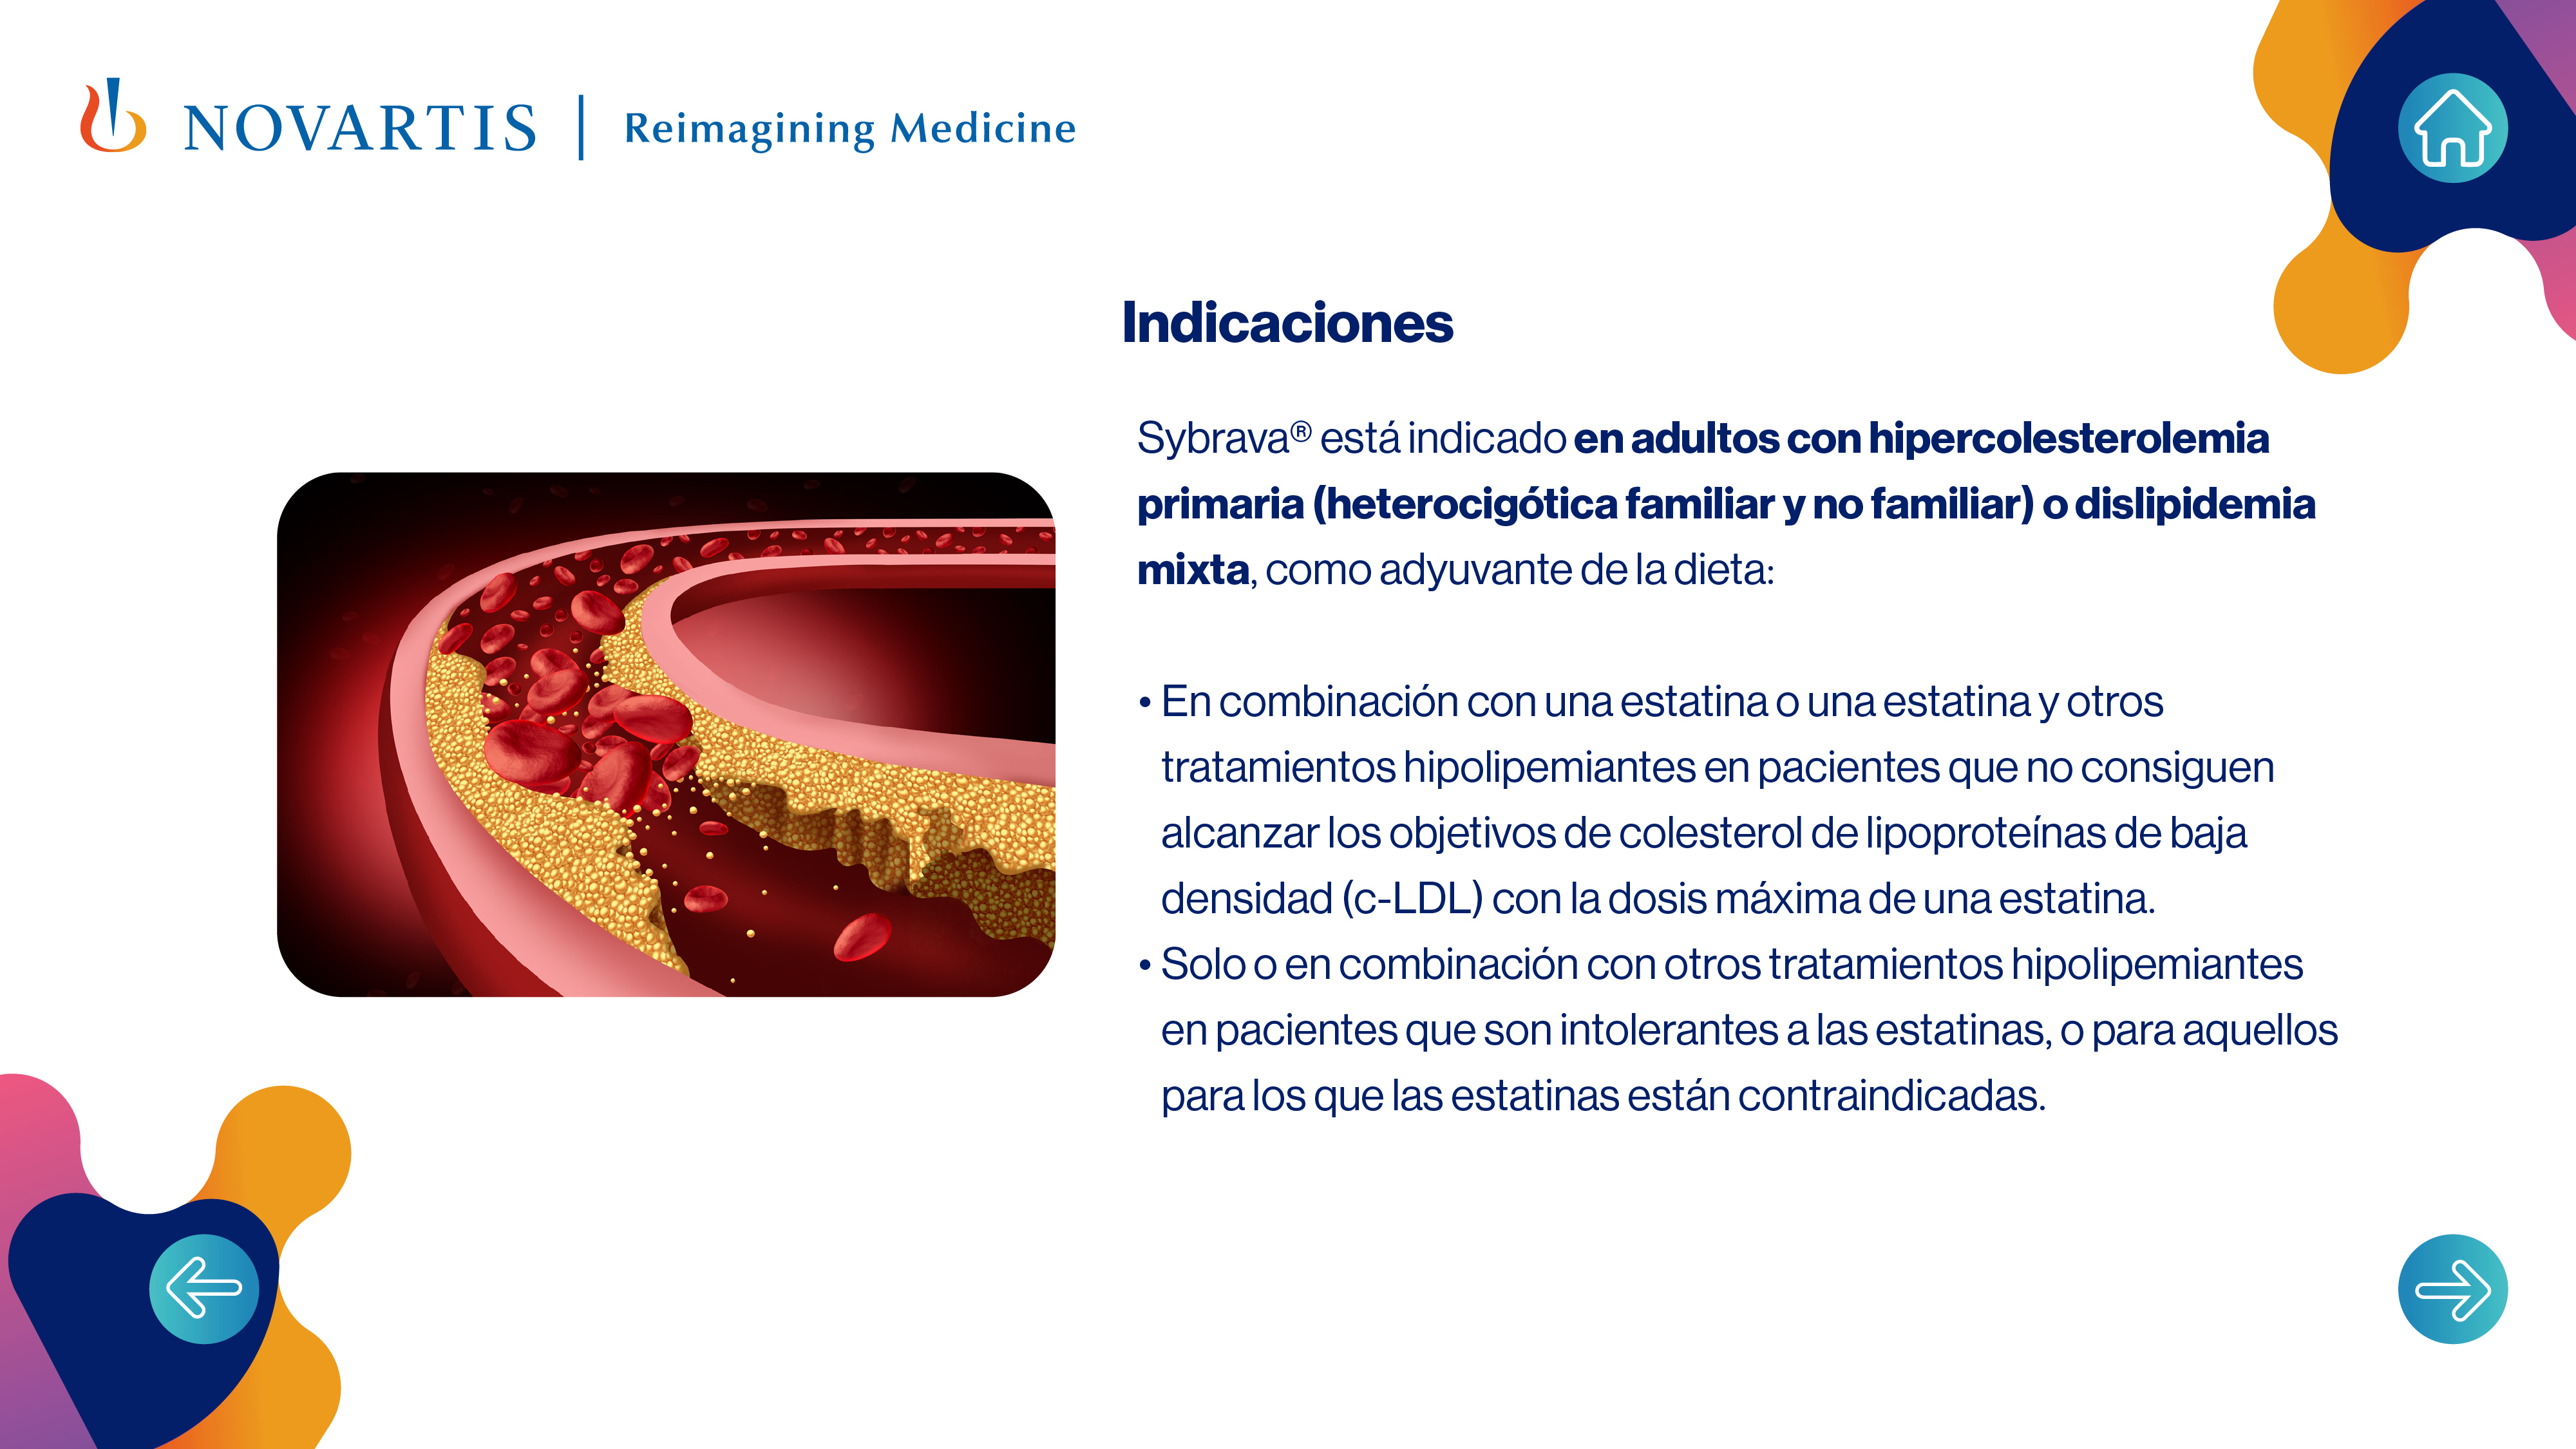 NOVARTIS | Reimagining Medicine
Indicaciones
Sybrava® está indicado en adultos con hipercolesterolemia
primaria (heterocigótica familiar y no familiar) o dislipidemia
mixta, como adyuvante de la dieta:
• En combinación con una estatina o una estatina y otros
tratamientos hipolipemiantes en pacientes que no consiguen
alcanzar los objetivos de colesterol de lipoproteínas de baja
densidad (c-LDL) con la dosis máxima de una estatina.
• Solo o en combinación con otros tratamientos hipolipemiantes
en pacientes que son intolerantes a las estatinas, o para aquellos
para los que las estatinas están contraindicadas.